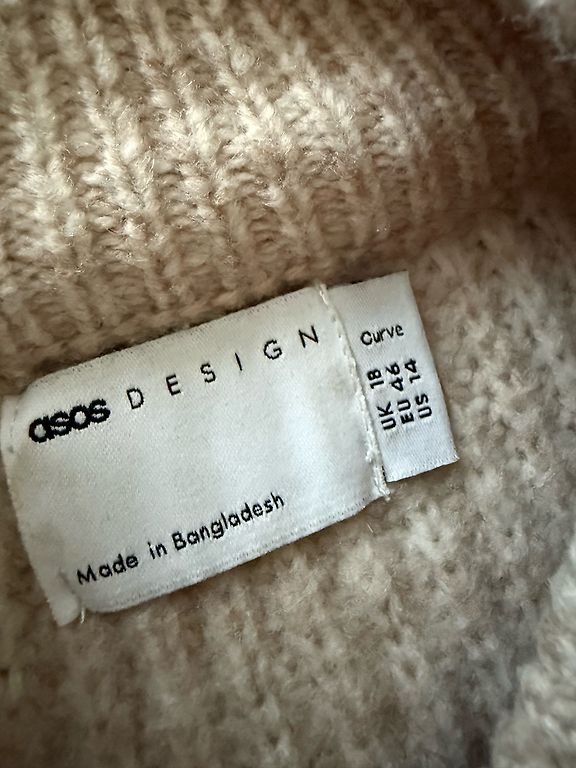 asos DESIGN
Made in Bangladesh
Curve
UK 18
EU 46
US 14